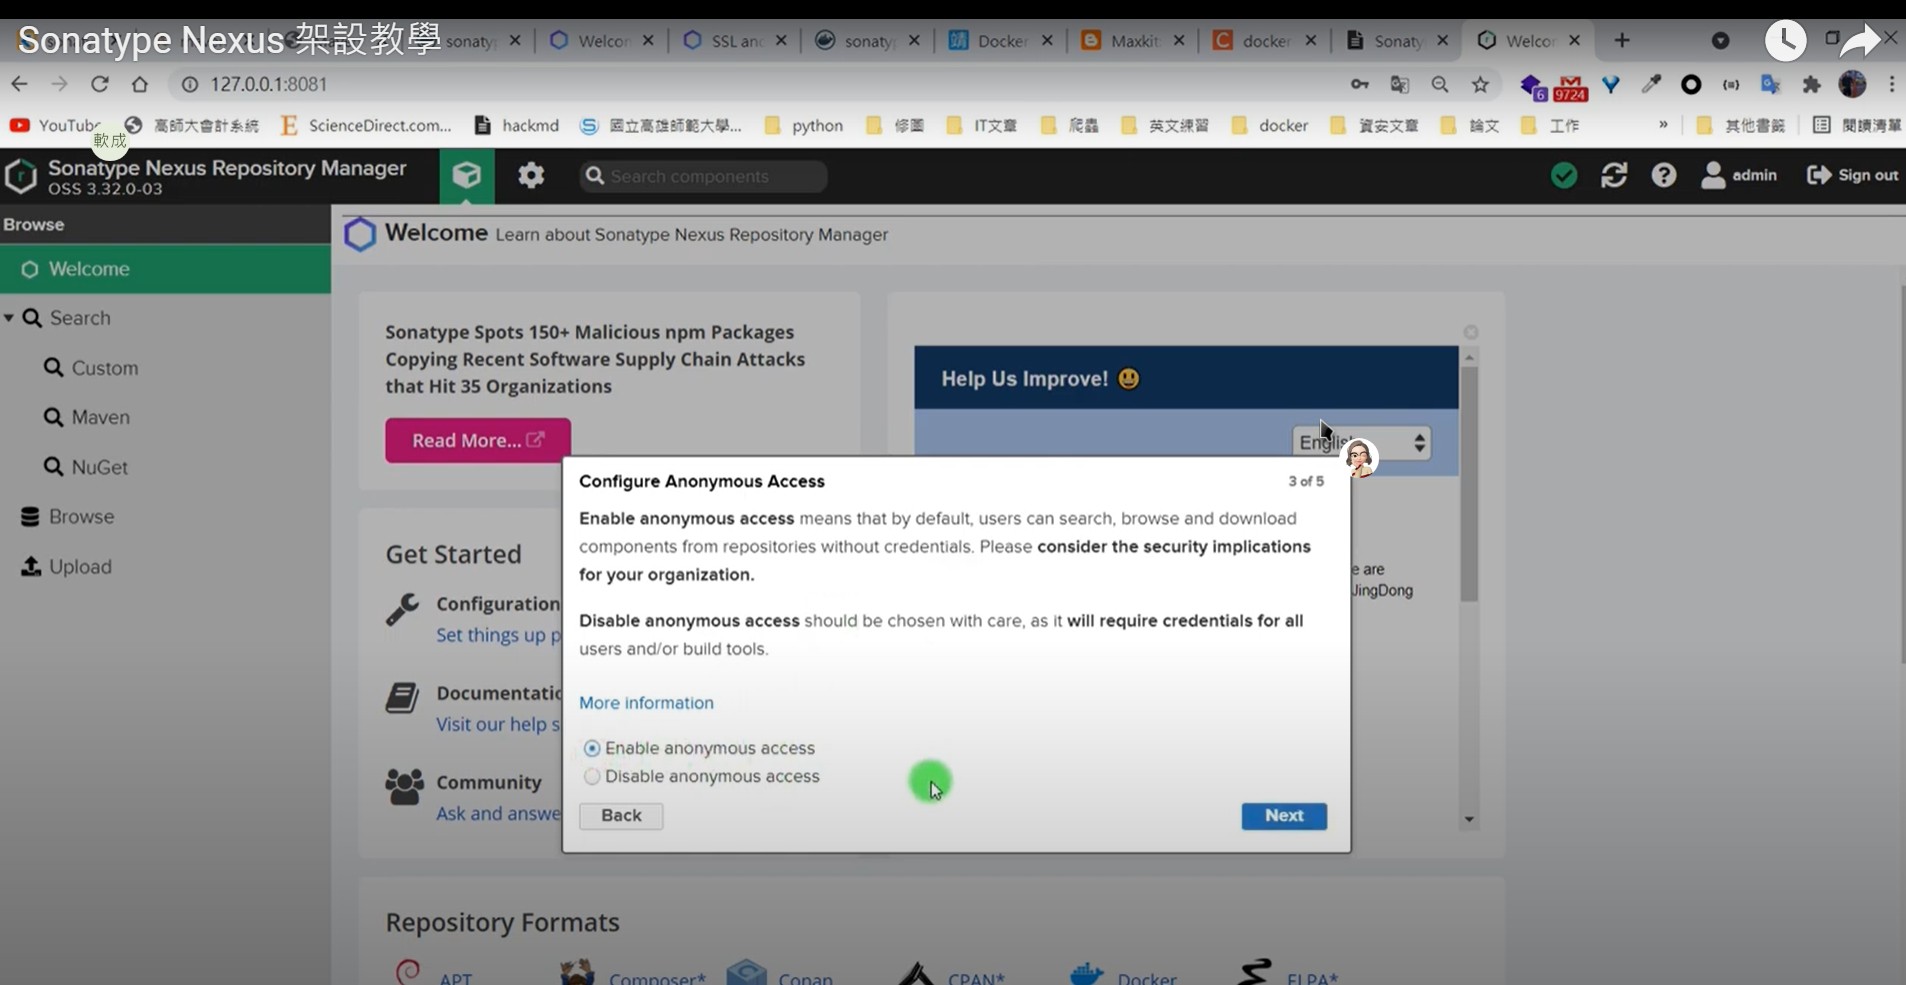 Sonatype Nexus 架設教學
sonaty
Welcom
SSL and
sonaty
Docker
Maxkit
docker
Sonaty
Welcom
127.0.0.1:8081
6
9724
YouTube
高師大會計系統
ScienceDirect.com...
hackmd
國立高雄師範大學...
python
修圖
IT文章
爬蟲
英文練習
docker
資安文章
論文
工作
»
其他書籤
閱讀清單
軟成
Sonatype Nexus Repository Manager
OSS 3.32.0-03
Search components
admin
Sign out
Browse
Welcome
Search
Custom
Maven
NuGet
Browse
Upload
Welcome Learn about Sonatype Nexus Repository Manager
Sonatype Spots 150+ Malicious npm Packages
Copying Recent Software Supply Chain Attacks
that Hit 35 Organizations
Read More...
Help Us Improve! 😃
English
e are
JingDong
Get Started
Configuration
Set things up p
Documentatio
Visit our help s
Community
Ask and answe
Configure Anonymous Access
3 of 5
Enable anonymous access means that by default, users can search, browse and download
components from repositories without credentials. Please consider the security implications
for your organization.
Disable anonymous access should be chosen with care, as it will require credentials for all
users and/or build tools.
More information
Enable anonymous access
Disable anonymous access
Back
Next
Repository Formats
APT
Composer*
Conan
CPAN*
Docker
ELPA*